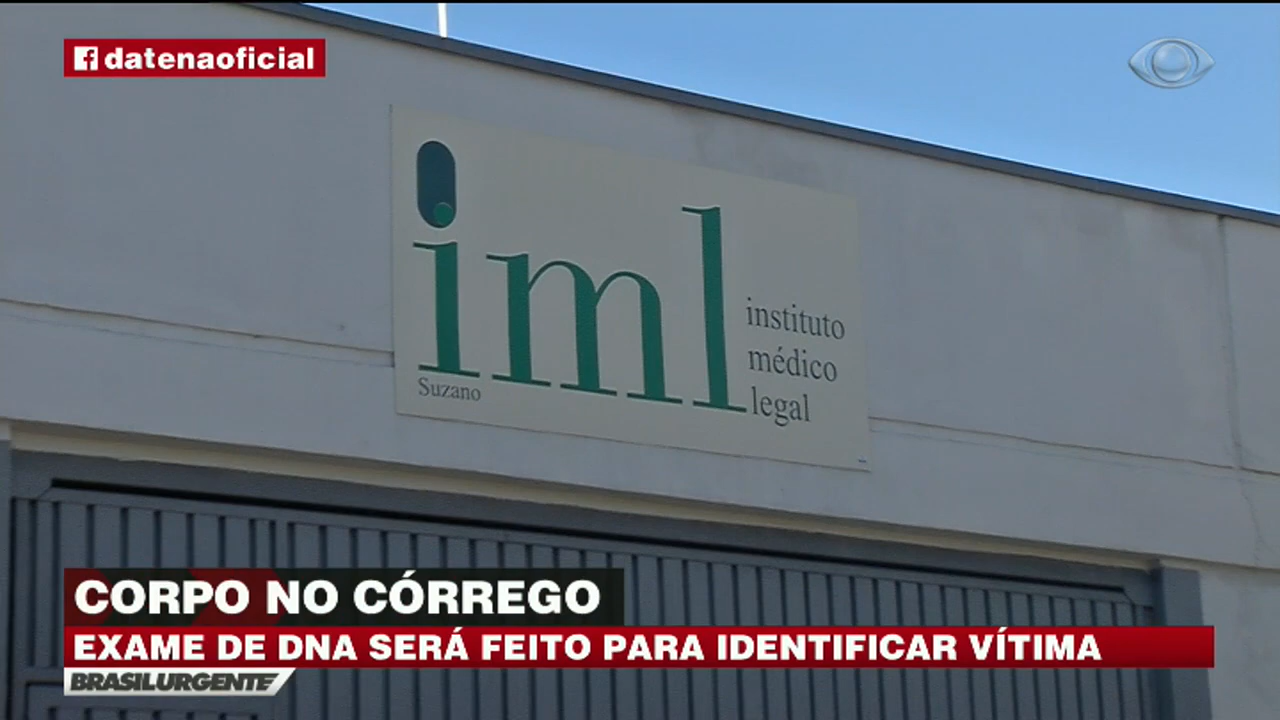 datenaoficial
iml
instituto
médico
legal
Suzano
CORPO NO CÓRREGO
EXAME DE DNA SERÁ FEITO PARA IDENTIFICAR VÍTIMA
BRASILURGENTE